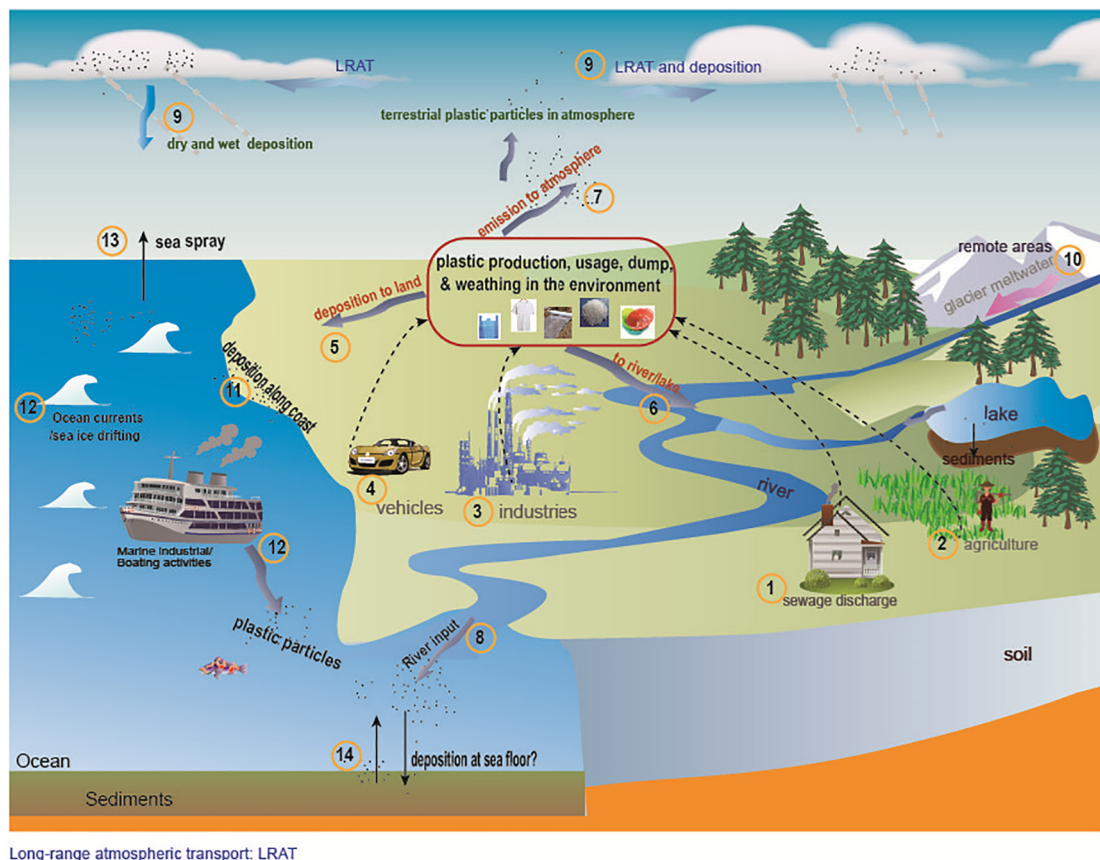 LRAT
9
LRAT and deposition
terrestrial plastic particles in atmosphere
9
dry and wet deposition
emission to atmosphere
7
13
sea spray
plastic production, usage, dump,
& weathing in the environment
remote areas
10
glacier meltwater
deposition to land
5
to river/lake
6
deposition along coast
11
12
Ocean currents
/sea ice drifting
lake
sediments
river
4
vehicles
3
industries
2
agriculture
1
sewage discharge
Marine Industrial/
Boating activities
12
plastic particles
River input
8
soil
14
deposition at sea floor?
Ocean
Sediments
Long-range atmospheric transport: LRAT